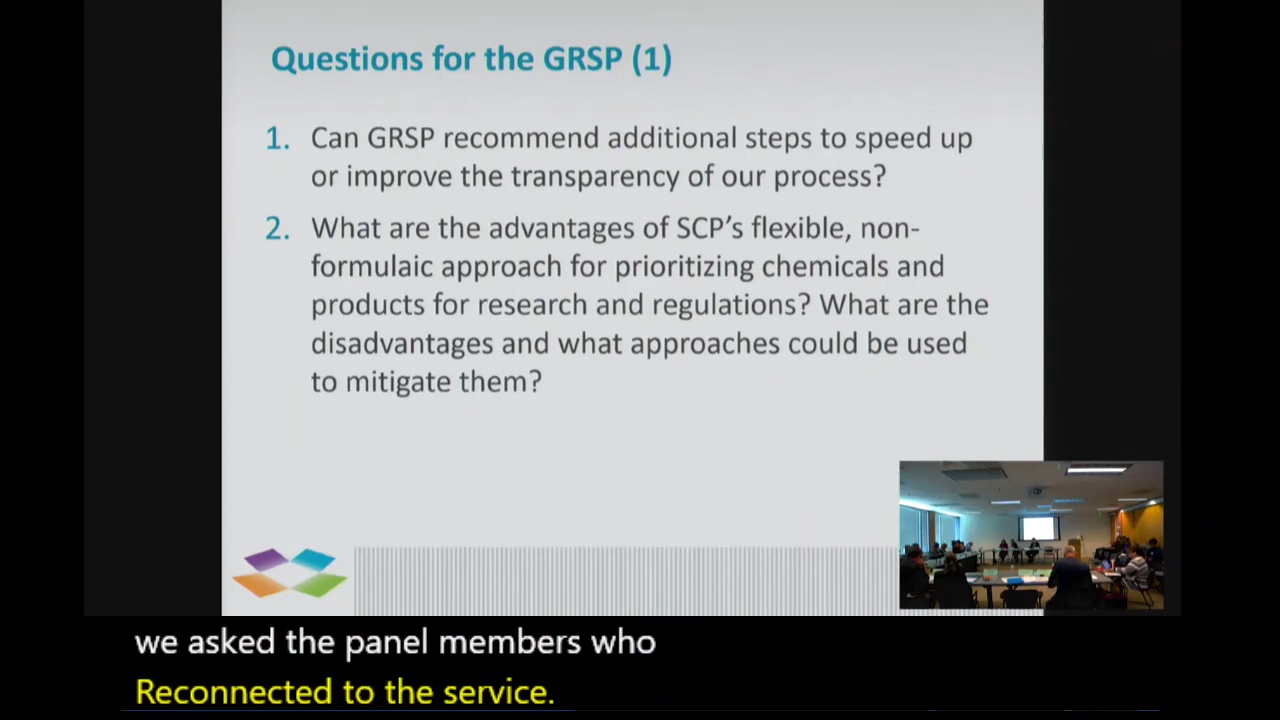 Questions for the GRSP (1)
1. Can GRSP recommend additional steps to speed up
or improve the transparency of our process?
2. What are the advantages of SCP's flexible, non-
formulaic approach for prioritizing chemicals and
products for research and regulations? What are the
disadvantages and what approaches could be used
to mitigate them?
we asked the panel members who
Reconnected to the service.